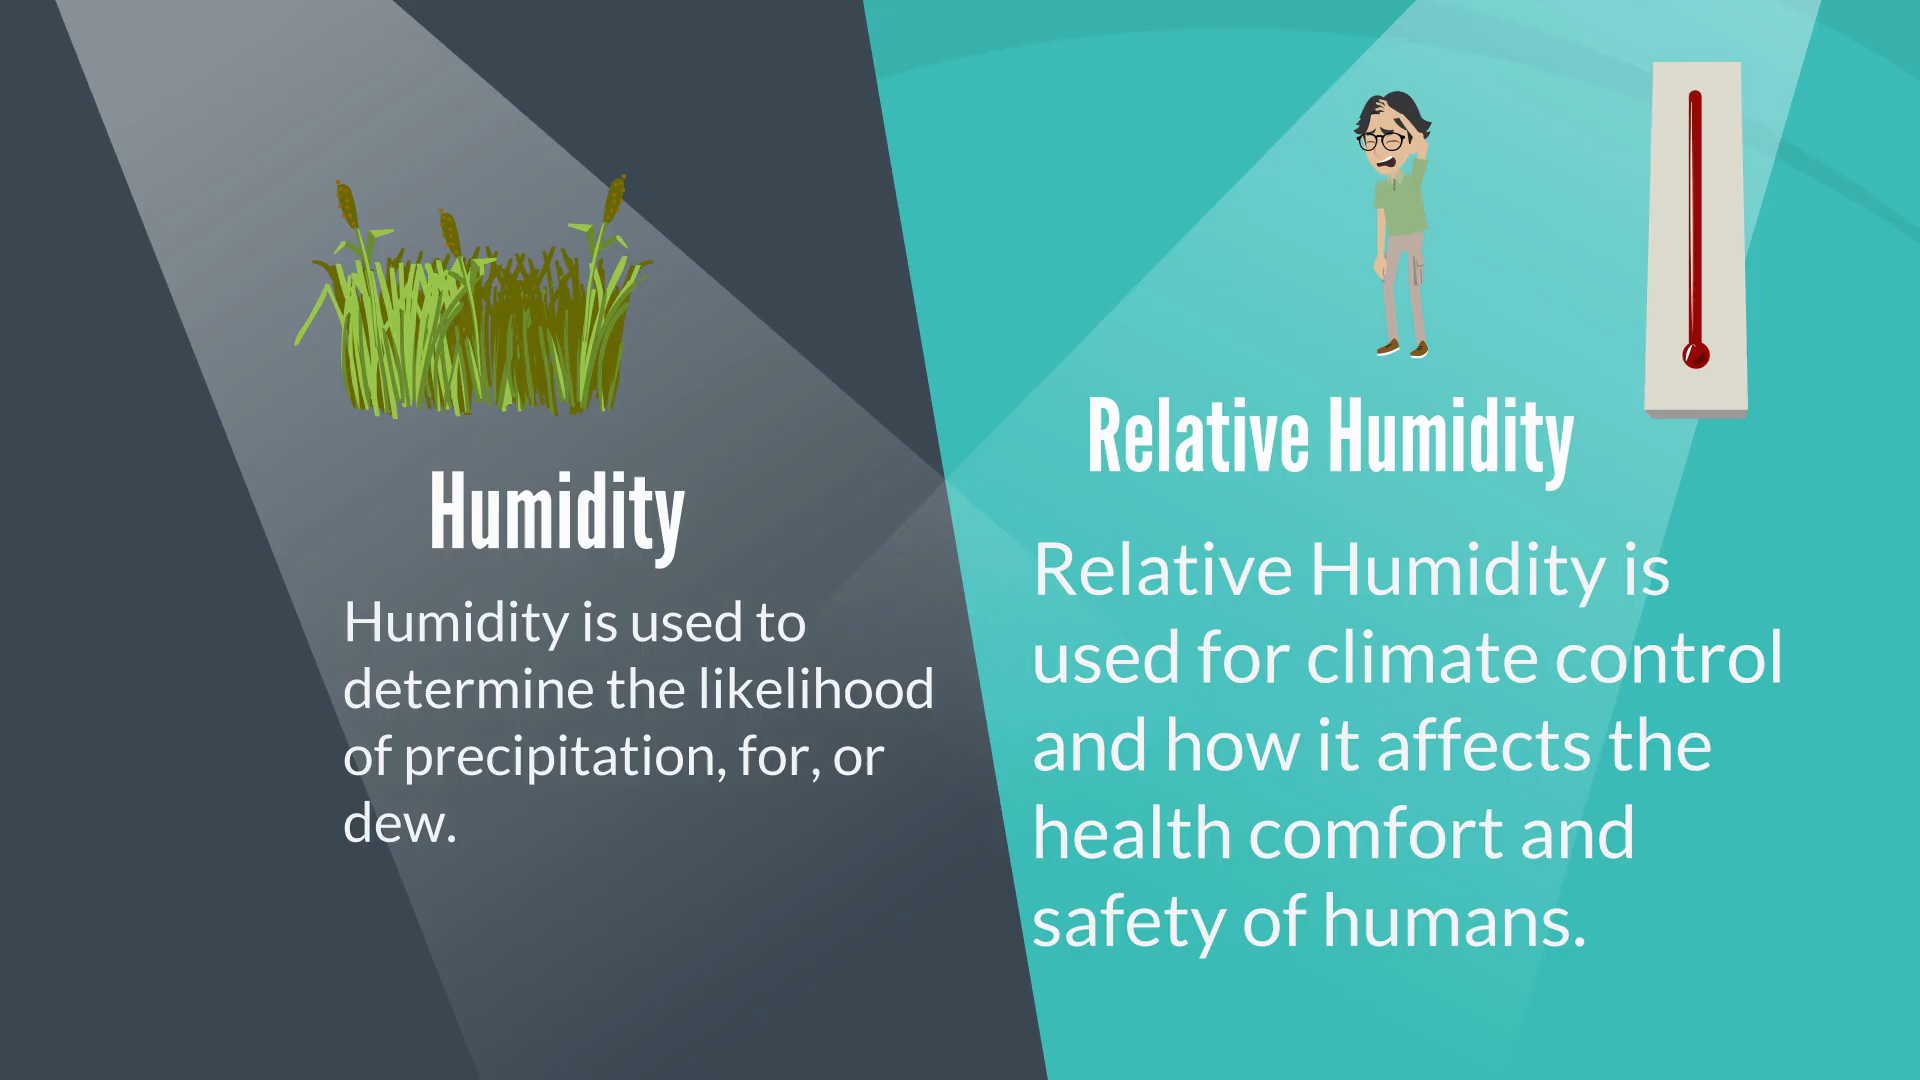 Humidity
Humidity is used to
determine the likelihood
of precipitation, for, or
dew.
Relative Humidity
Relative Humidity is
used for climate control
and how it affects the
health comfort and
safety of humans.